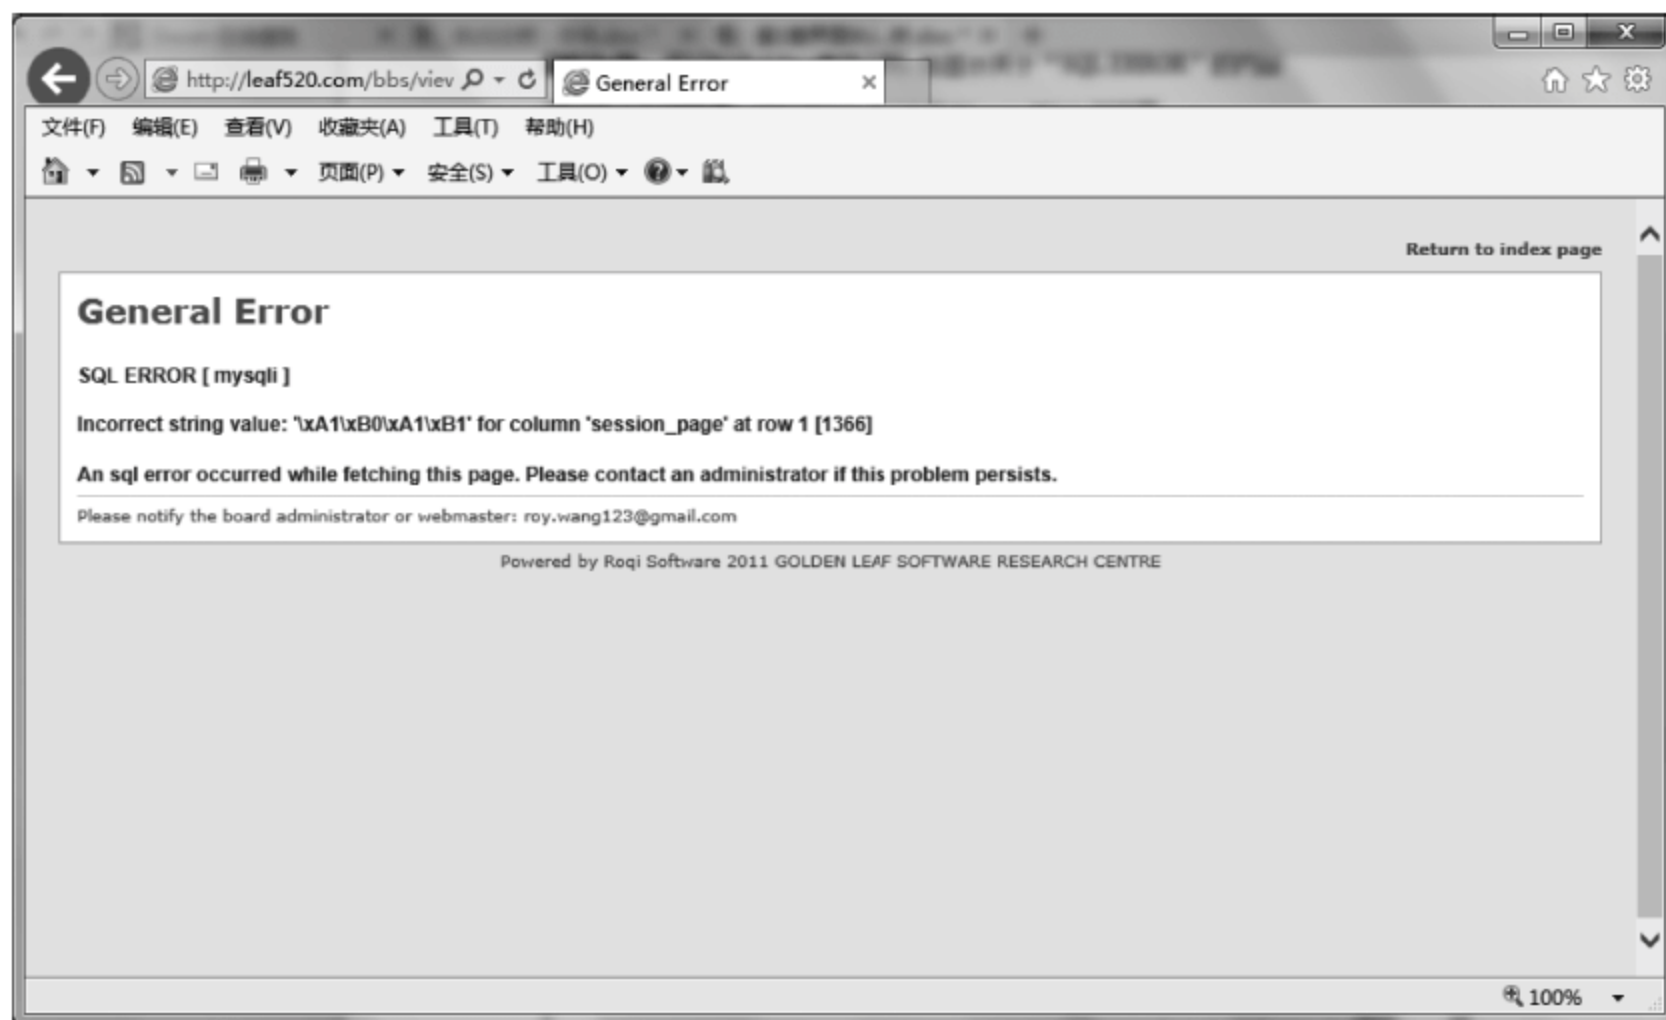 http://leaf520.com/bbs/viev
General Error
文件(F) 编辑(E) 查看(V) 收藏夹(A) 工具(T) 帮助(H)
页面(P) 安全(S) 工具(O)
Return to index page
General Error
SQL ERROR [ mysqli ]
Incorrect string value: '\xA1\xB0\xA1\xB1' for column 'session_page' at row 1 [1366]
An sql error occurred while fetching this page. Please contact an administrator if this problem persists.
Please notify the board administrator or webmaster: roy.wang123@gmail.com
Powered by Roqi Software 2011 GOLDEN LEAF SOFTWARE RESEARCH CENTRE
100%